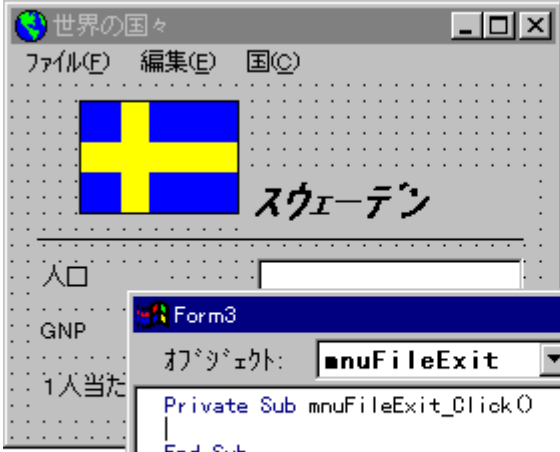 世界の国々
ファイル(F) 編集(E) 国(C)
スウェーデン
人口
GNP
1人当た
Form3
オブジェクト: mnuFileExit
Private Sub mnuFileExit_Click()
End Sub